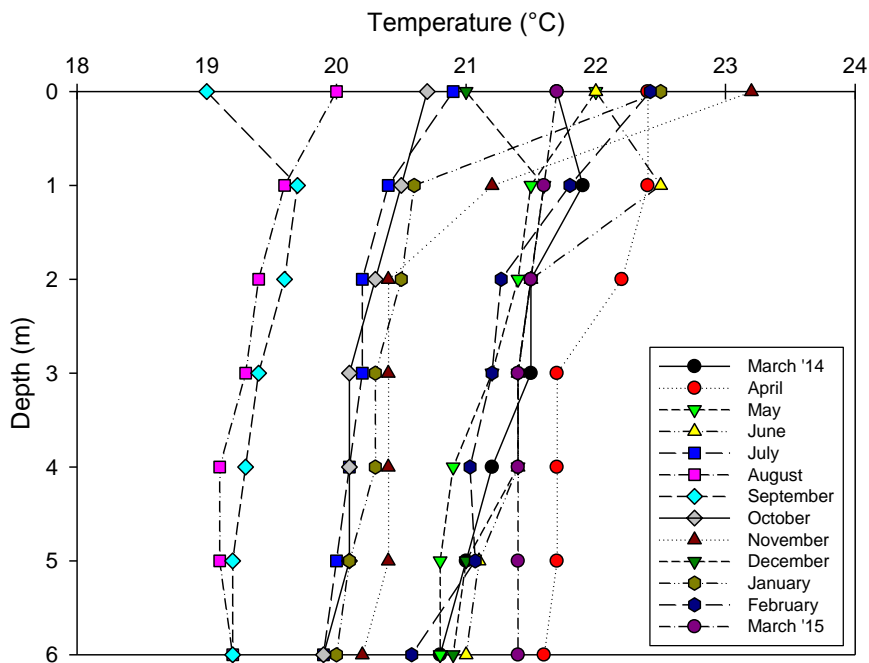 Temperature (°C)
18 19 20 21 22 23 24
0
1
2
3
4
5
6
Depth (m)
March '14
April
May
June
July
August
September
October
November
December
January
February
March '15